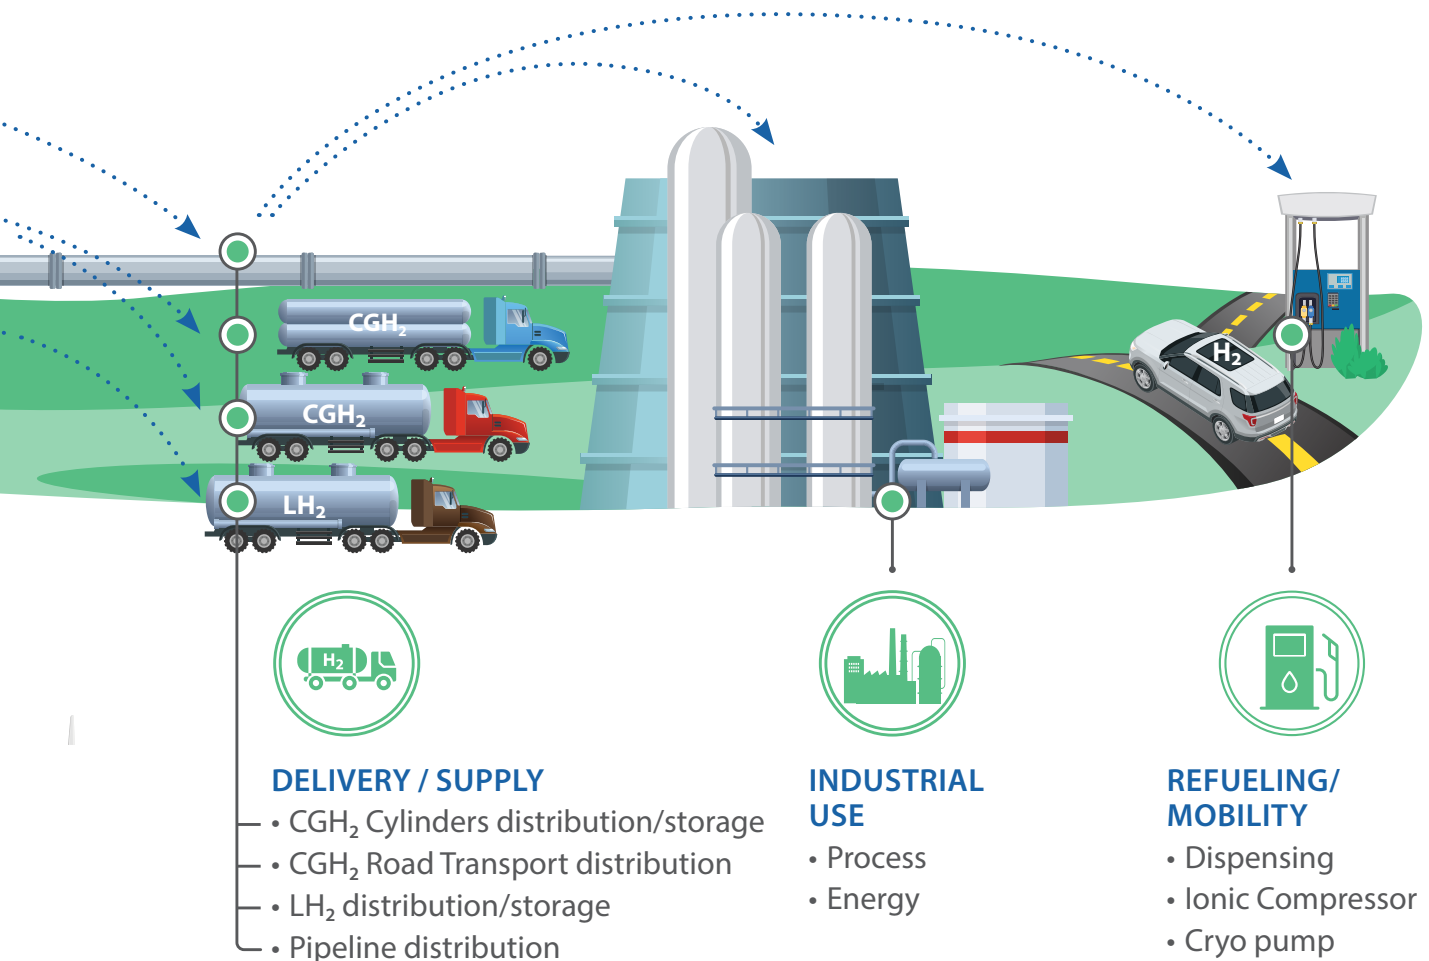 CGH₂
CGH₂
LH₂
H₂
H₂
DELIVERY / SUPPLY
• CGH₂ Cylinders distribution/storage
• CGH₂ Road Transport distribution
• LH₂ distribution/storage
• Pipeline distribution
INDUSTRIAL
USE
• Process
• Energy
REFUELING/
MOBILITY
• Dispensing
• Ionic Compressor
• Cryo pump